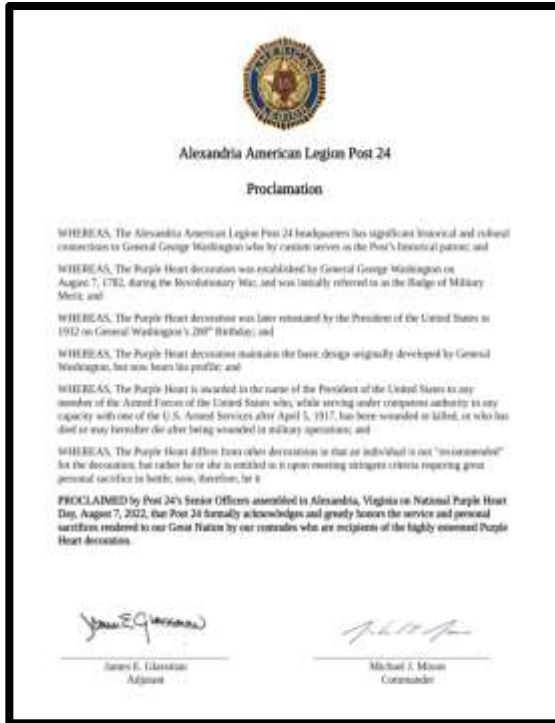 AMERICAN
LEGION
Alexandria American Legion Post 24
Proclamation
WHEREAS, The Alexandria American Legion Post 24 headquarters has significant historical and cultural
connections to General George Washington who by custom serves as the Post's historical patron; and
WHEREAS, The Purple Heart decoration was established by General George Washington on
August 7, 1782, during the Revolutionary War, and was initially referred to as the Badge of Military
Merit; and
WHEREAS, The Purple Heart decoration was later reinstated by the President of the United States in
1932 on General Washington's 200th Birthday; and
WHEREAS, The Purple Heart decoration maintains the basic design originally developed by General
Washington, but now bears his profile; and
WHEREAS, The Purple Heart is awarded in the name of the President of the United States to any
member of the Armed Forces of the United States who, while serving under competent authority in any
capacity with one of the U.S. Armed Services after April 5, 1917, has been wounded or killed, or who has
died or may hereafter die after being wounded in military operations; and
WHEREAS, The Purple Heart differs from other decorations in that an individual is not "recommended"
for the decoration, but rather he or she is entitled to it upon meeting stringent criteria requiring great
personal sacrifice in battle; now, therefore, be it
PROCLAIMED by Post 24's Senior Officers assembled in Alexandria, Virginia on National Purple Heart
Day, August 7, 2022, that Post 24 formally acknowledges and greatly honors the service and personal
sacrifices rendered to our Great Nation by our comrades who are recipients of the highly esteemed Purple
Heart decoration.
James E. Glassman
Adjutant
Michael J. Mixon
Commander